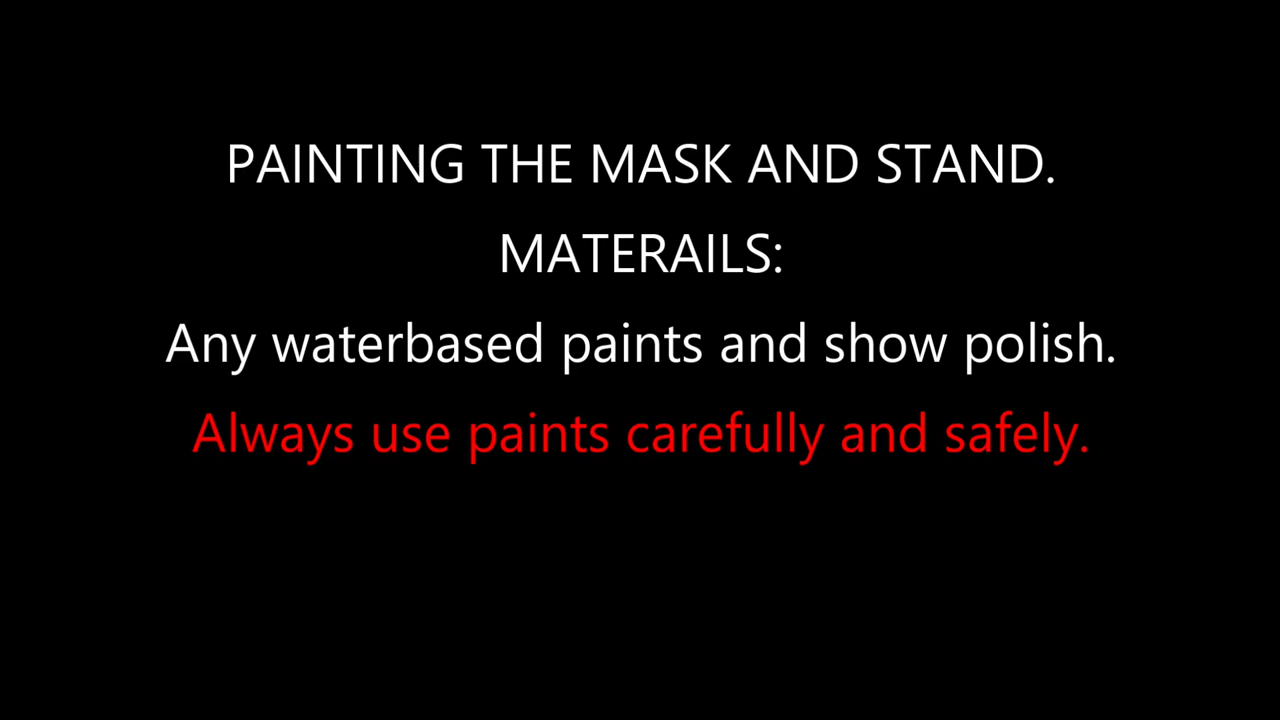 PAINTING THE MASK AND STAND.
MATERAILS:
Any waterbased paints and show polish.
Always use paints carefully and safely.